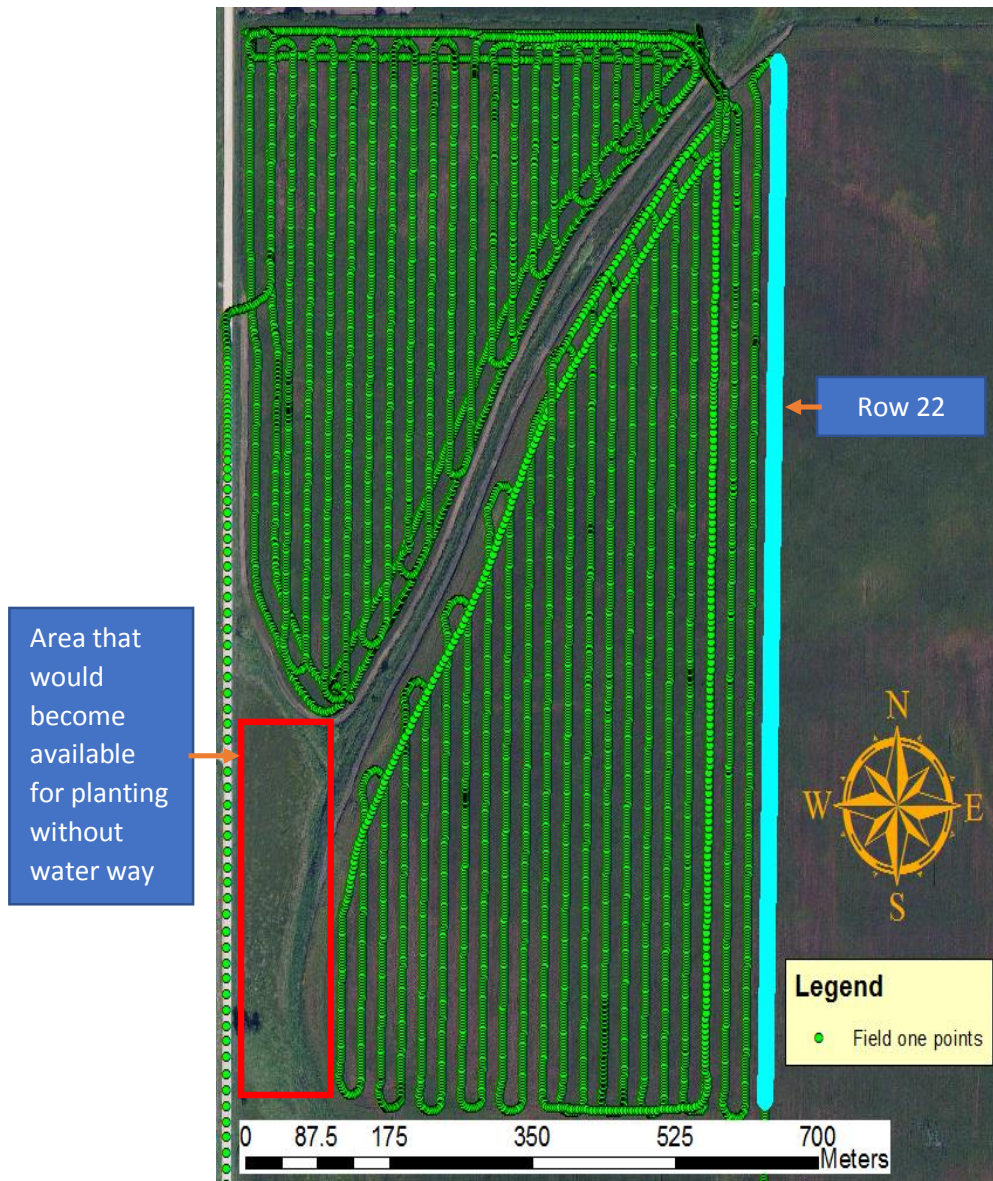 Row 22
Area that
would
become
available
for planting
without
water way
N
W E
S
Legend
Field one points
0 87.5 175 350 525 700
Meters